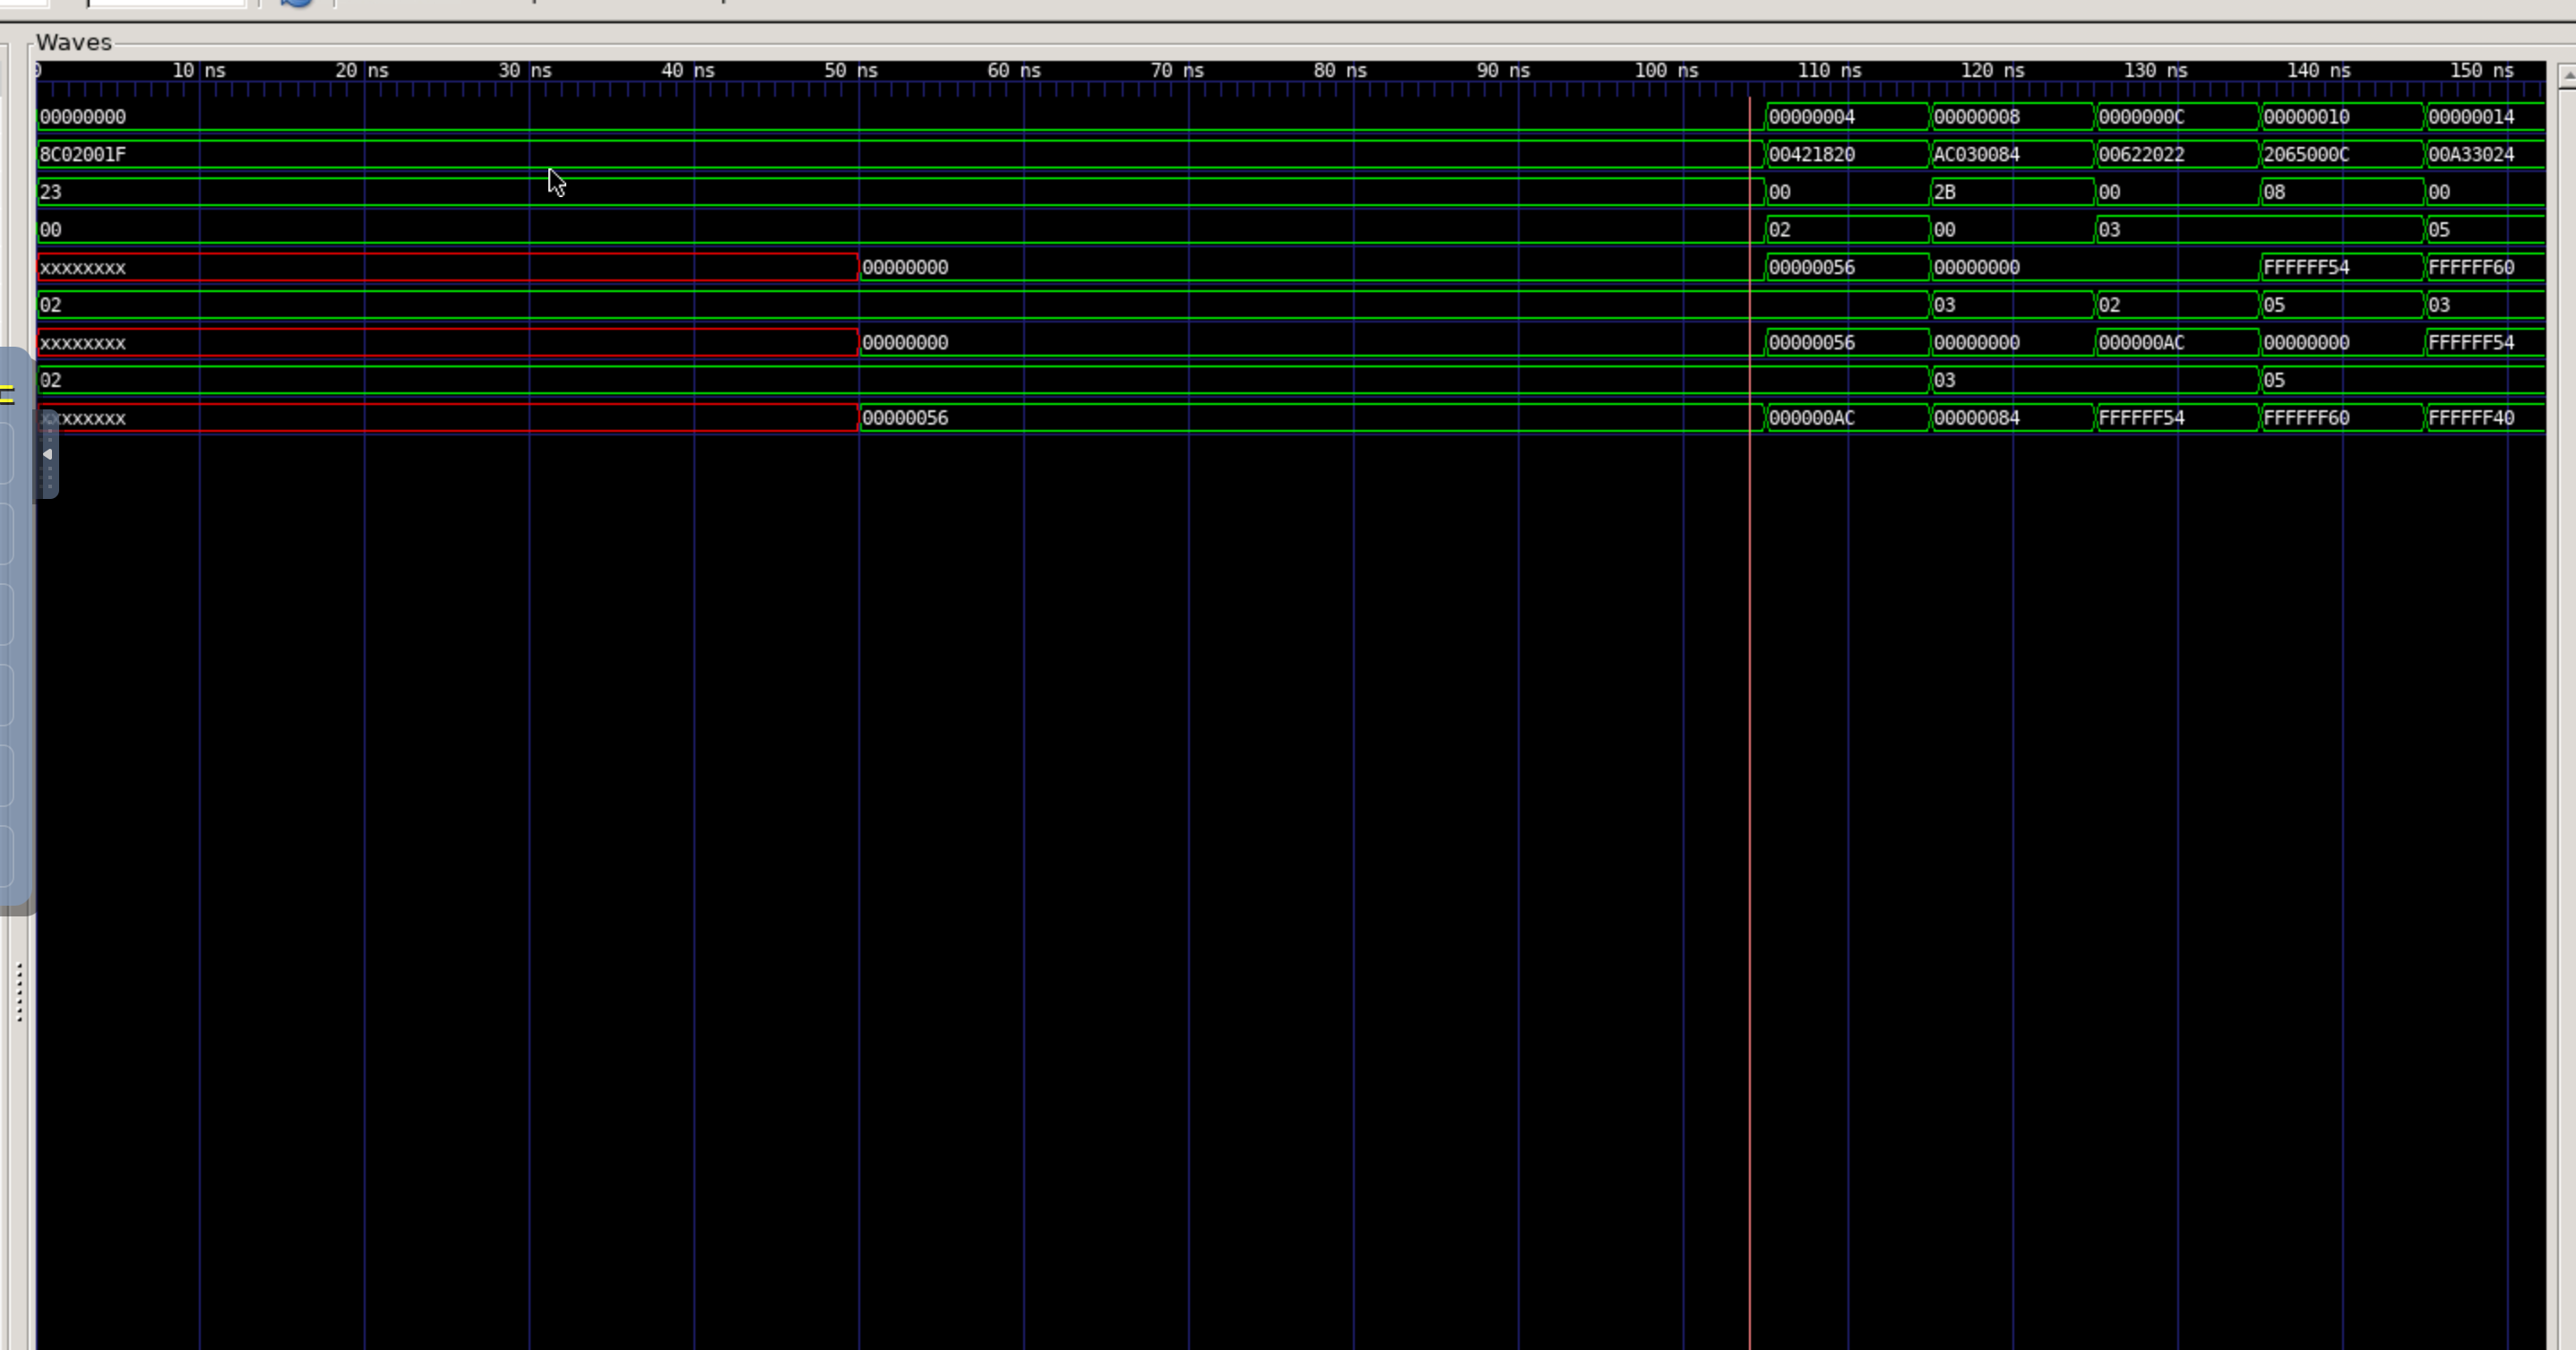 Waves
0 10 ns 20 ns 30 ns 40 ns 50 ns 60 ns 70 ns 80 ns 90 ns 100 ns 110 ns 120 ns 130 ns 140 ns 150 ns
00000000 00000004 00000008 0000000C 00000010 00000014
8C02001F 00421820 AC030084 00622022 2065000C 00A33024
23 00 2B 00 08 00
00 02 00 03 05
xxxxxxxx 00000000 00000056 00000000 FFFFFF54 FFFFFF60
02 03 02 05 03
xxxxxxxx 00000000 00000056 00000000 000000AC 00000000 FFFFFF54
02 03 05
xxxxxxxx 00000056 000000AC 00000084 FFFFFF54 FFFFFF60 FFFFFF40